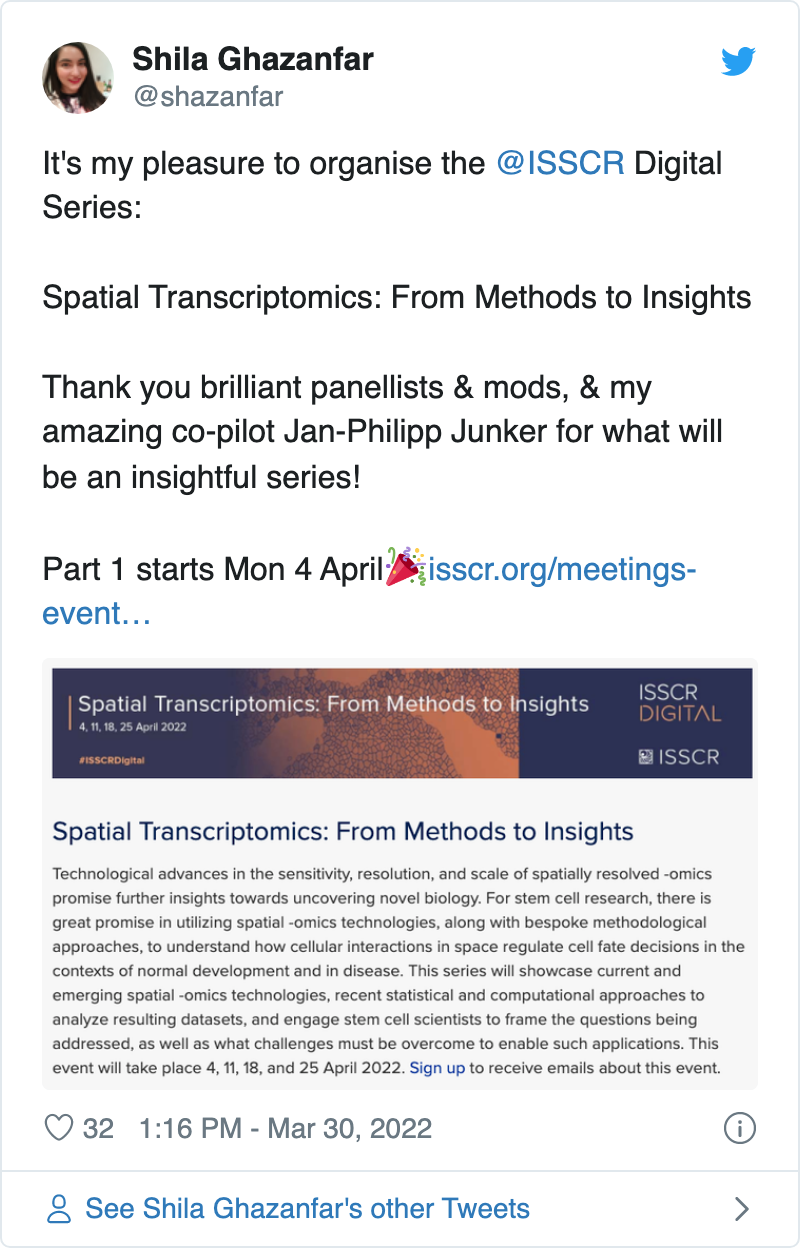 Shila Ghazanfar
@shazanfar
It's my pleasure to organise the @ISSCR Digital
Series:
Spatial Transcriptomics: From Methods to Insights
Thank you brilliant panellists & mods, & my
amazing co-pilot Jan-Philipp Junker for what will
be an insightful series!
Part 1 starts Mon 4 April🎉isscr.org/meetings-
event…
Spatial Transcriptomics: From Methods to Insights
4, 11, 18, 25 April 2022
#ISSCRDigital
ISSCR
DIGITAL
ISSCR
Spatial Transcriptomics: From Methods to Insights
Technological advances in the sensitivity, resolution, and scale of spatially resolved -omics
promise further insights towards uncovering novel biology. For stem cell research, there is
great promise in utilizing spatial -omics technologies, along with bespoke methodological
approaches, to understand how cellular interactions in space regulate cell fate decisions in the
contexts of normal development and in disease. This series will showcase current and
emerging spatial -omics technologies, recent statistical and computational approaches to
analyze resulting datasets, and engage stem cell scientists to frame the questions being
addressed, as well as what challenges must be overcome to enable such applications. This
event will take place 4, 11, 18, and 25 April 2022. Sign up to receive emails about this event.
32 1:16 PM - Mar 30, 2022
See Shila Ghazanfar's other Tweets